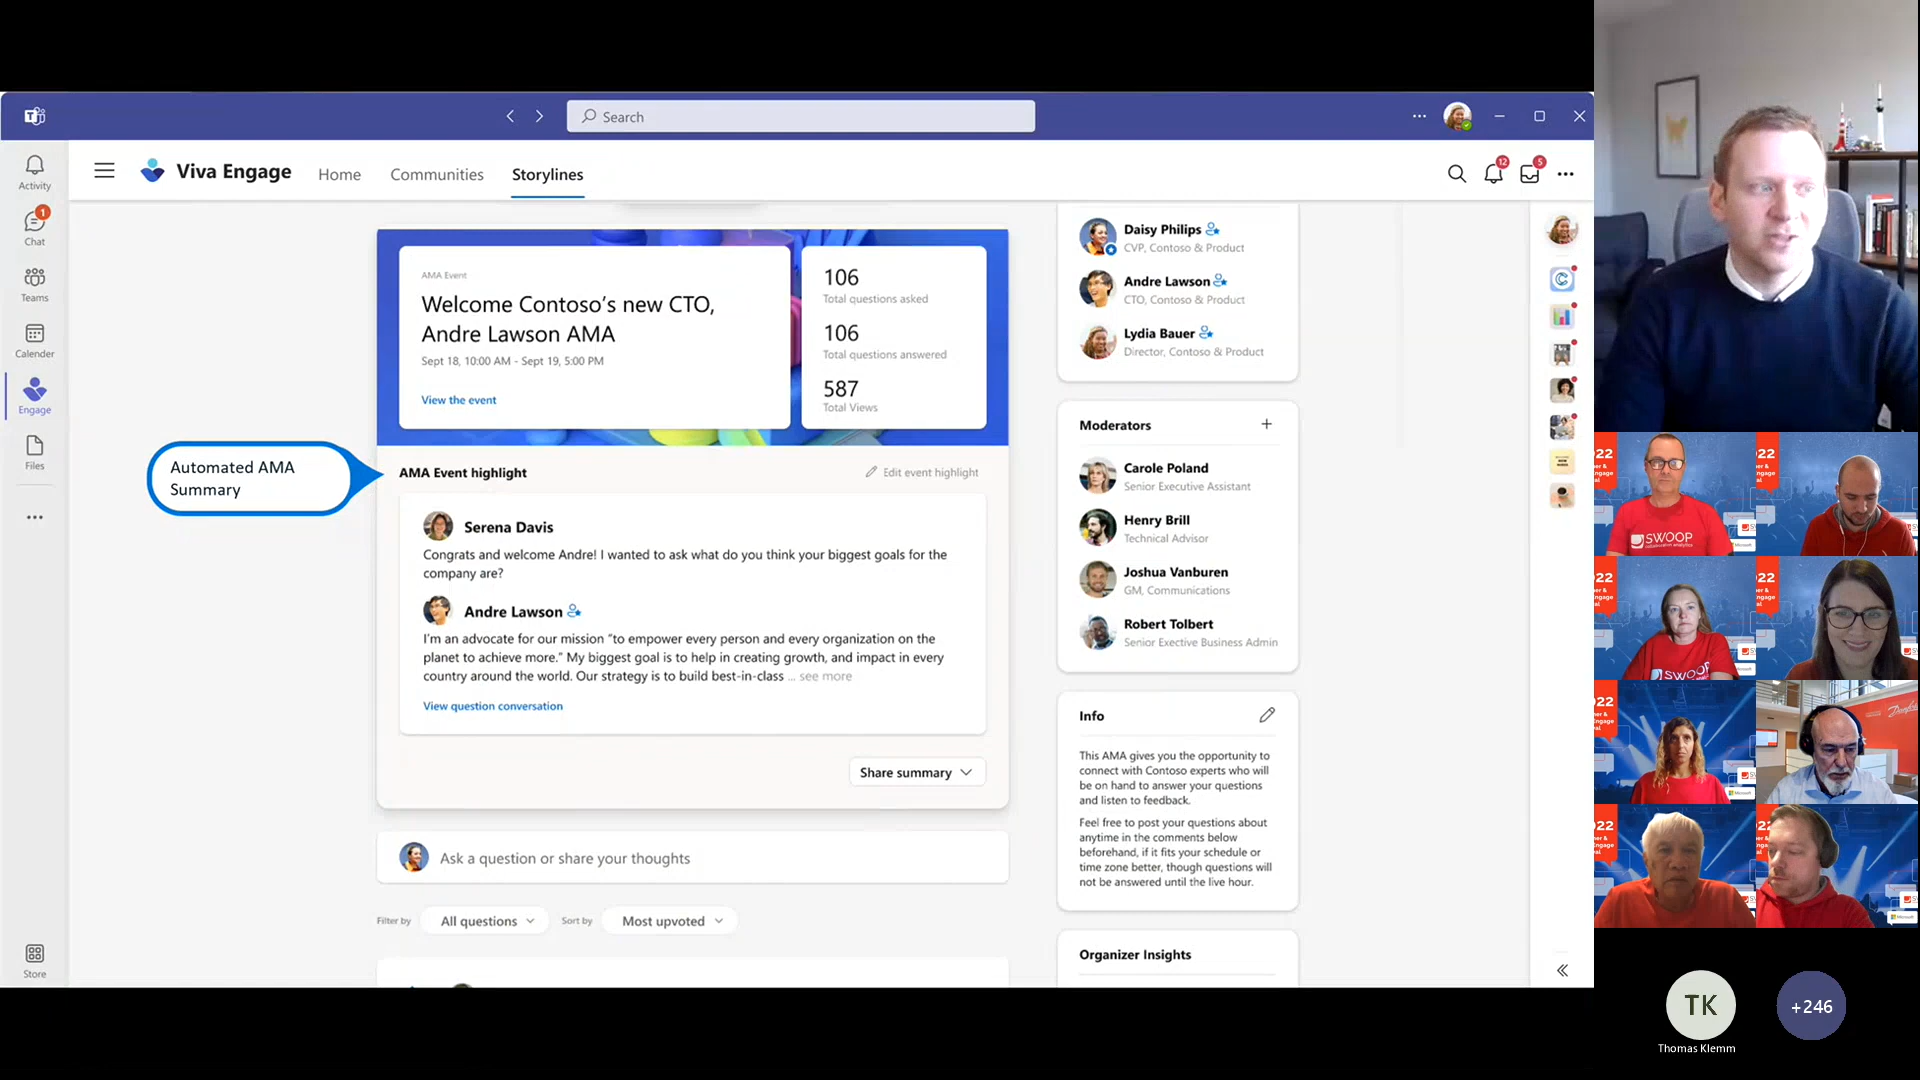 Search
Activity
1
Chat
Teams
Calender
Engage
Files
Store
Viva Engage
Home
Communities
Storylines
12
5
AMA Event
Welcome Contoso's new CTO,
Andre Lawson AMA
Sept 18, 10:00 AM - Sept 19, 5:00 PM
View the event
106
Total questions asked
106
Total questions answered
587
Total Views
Automated AMA
Summary
AMA Event highlight
Edit event highlight
Serena Davis
Congrats and welcome Andre! I wanted to ask what do you think your biggest goals for the
company are?
Andre Lawson
I'm an advocate for our mission "to empower every person and every organization on the
planet to achieve more." My biggest goal is to help in creating growth, and impact in every
country around the world. Our strategy is to build best-in-class ... see more
View question conversation
Share summary
Ask a question or share your thoughts
Filter by
All questions
Sort by
Most upvoted
Daisy Philips
CVP, Contoso & Product
Andre Lawson
CTO, Contoso & Product
Lydia Bauer
Director, Contoso & Product
Moderators
Carole Poland
Senior Executive Assistant
Henry Brill
Technical Advisor
Joshua Vanburen
GM, Communications
Robert Tolbert
Senior Exective Business Admin
Info
This AMA gives you the opportunity to
connect with Contoso experts who will
be on hand to answer your questions
and listen to feedback.
Feel free to post your questions about
anytime in the comments below
beforehand, if it fits your schedule or
time zone better, though questions will
not be answered until the live hour.
Organizer Insights
22
SWOOP
22
22
SWOOP
22
22
Danfoss
22
22
TK
Thomas Klemm
+246